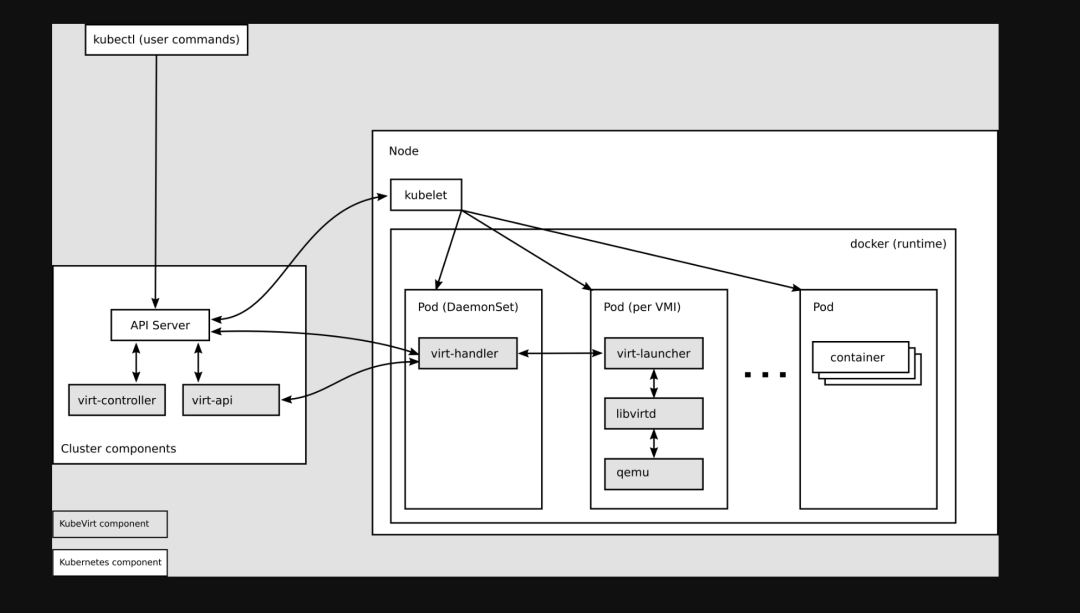 kubectl (user commands)
Node
kubelet
docker (runtime)
Pod (DaemonSet)
Pod (per VMI)
Pod
API Server
virt-handler
virt-launcher
container
virt-controller
virt-api
libvirtd
Cluster components
qemu
KubeVirt component
Kubernetes component